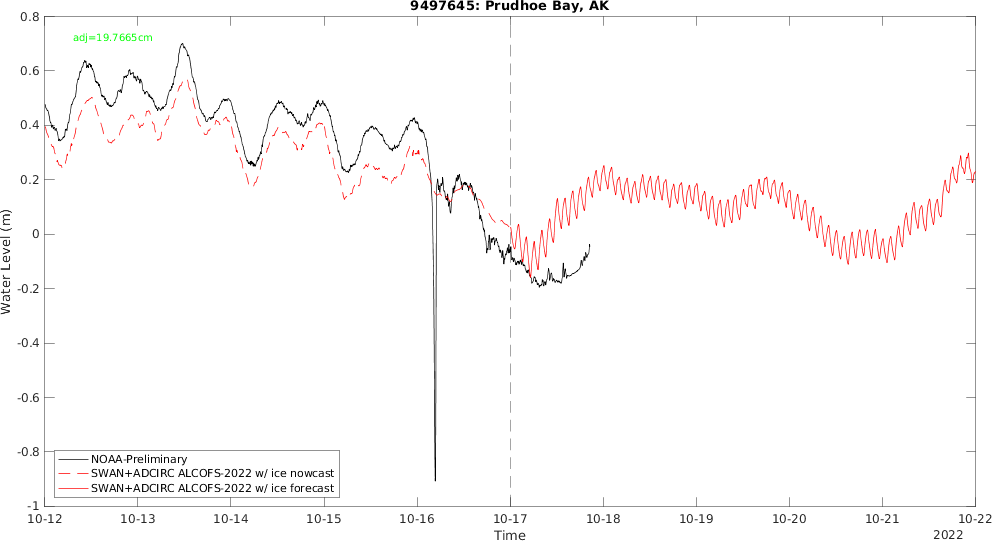 9497645: Prudhoe Bay, AK
adj=19.7665cm
0.8
0.6
0.4
0.2
0
-0.2
-0.4
-0.6
-0.8
-1
Water Level (m)
NOAA-Preliminary
SWAN+ADCIRC ALCOFS-2022 w/ ice nowcast
SWAN+ADCIRC ALCOFS-2022 w/ ice forecast
10-12 10-13 10-14 10-15 10-16 10-17 10-18 10-19 10-20 10-21 10-22
Time
2022